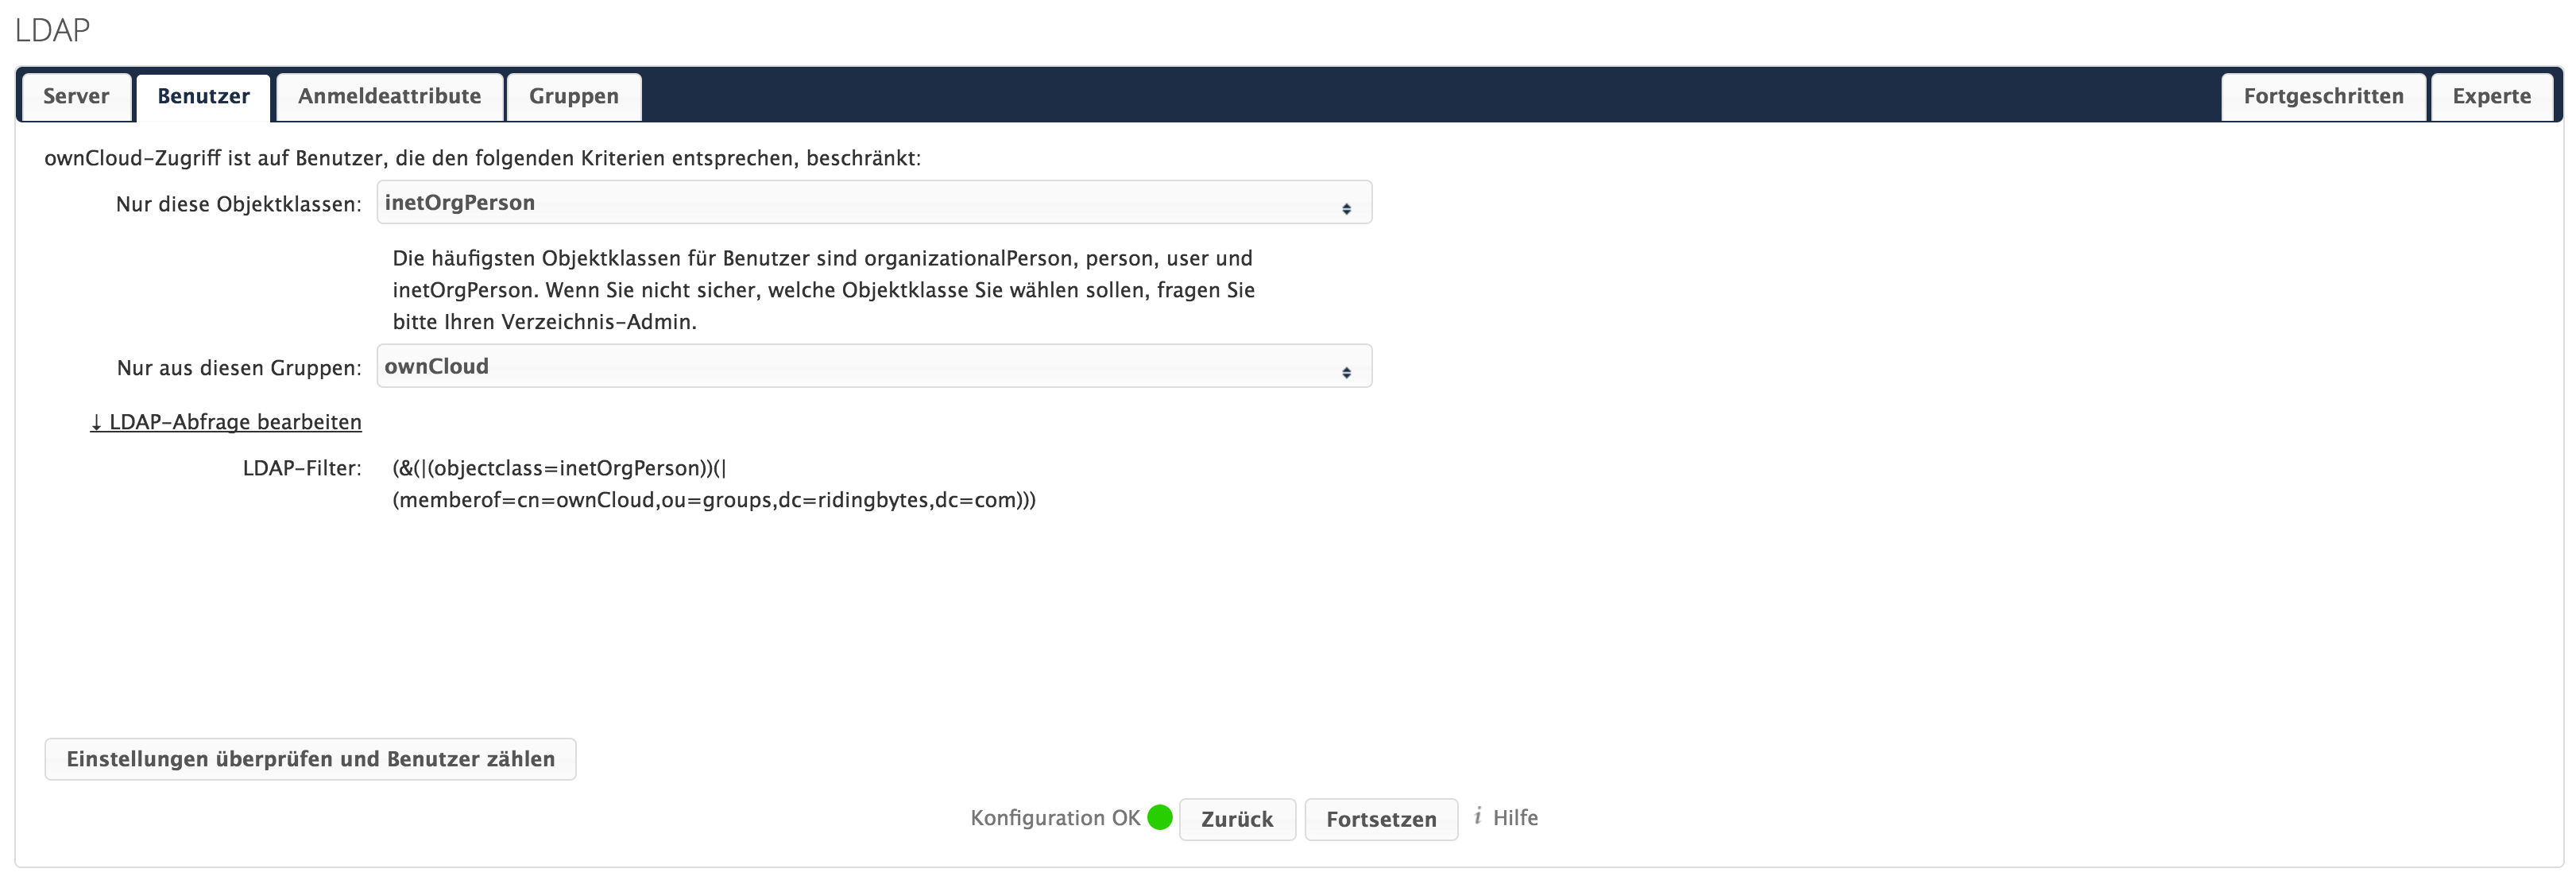 LDAP
Server Benutzer Anmeldeattribute Gruppen Fortgeschritten Experte
ownCloud-Zugriff ist auf Benutzer, die den folgenden Kriterien entsprechen, beschränkt:
Nur diese Objektklassen: inetOrgPerson
Die häufigsten Objektklassen für Benutzer sind organizationalPerson, person, user und
inetOrgPerson. Wenn Sie nicht sicher, welche Objektklasse Sie wählen sollen, fragen Sie
bitte Ihren Verzeichnis-Admin.
Nur aus diesen Gruppen: ownCloud
↓ LDAP-Abfrage bearbeiten
LDAP-Filter: (&(|(objectclass=inetOrgPerson))(|
(memberof=cn=ownCloud,ou=groups,dc=ridingbytes,dc=com)))
Einstellungen überprüfen und Benutzer zählen
Konfiguration OK Zurück Fortsetzen i Hilfe